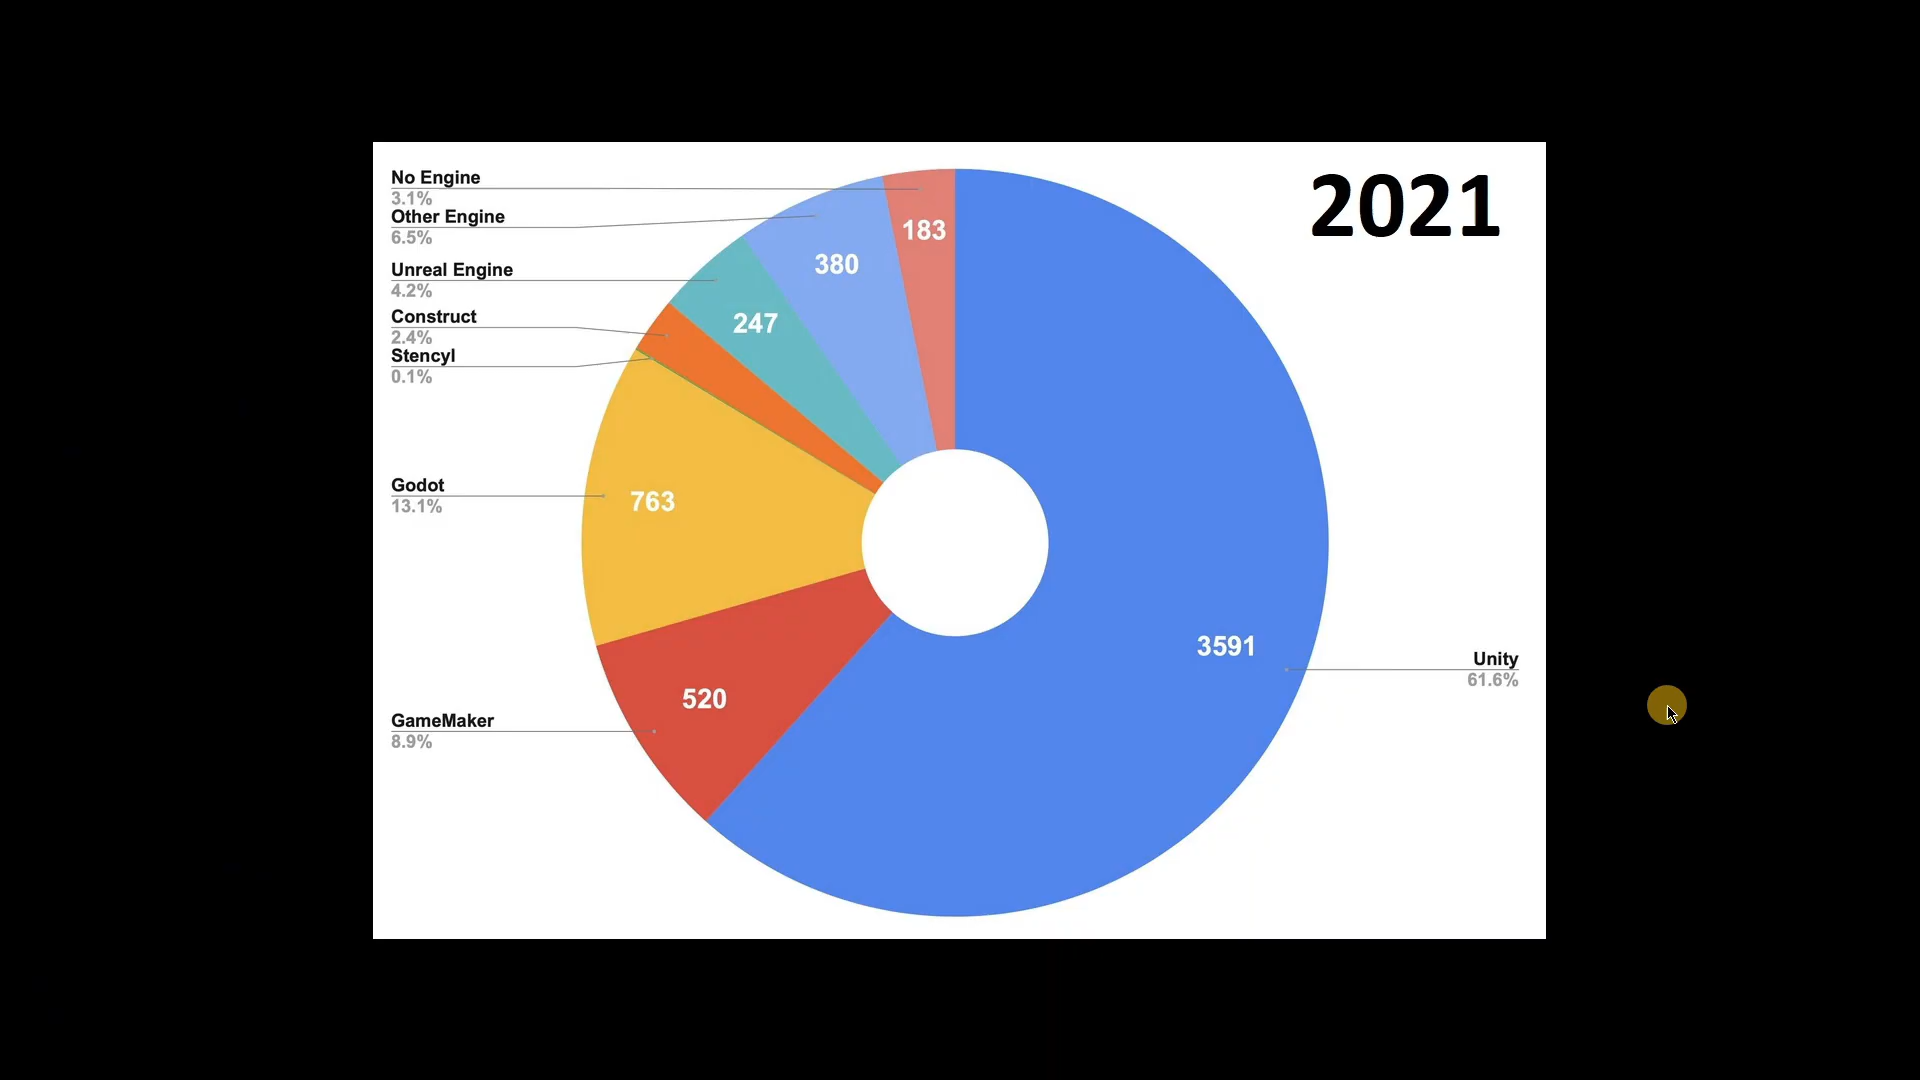 2021
No Engine
3.1%
Other Engine
6.5%
Unreal Engine
4.2%
Construct
2.4%
Stencyl
0.1%
Godot
13.1%
GameMaker
8.9%
183
380
247
763
520
3591
Unity
61.6%